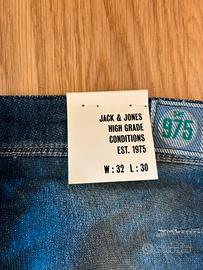 JACK & JONES
HIGH GRADE
CONDITIONS
EST. 1975
W : 32 L : 30
975